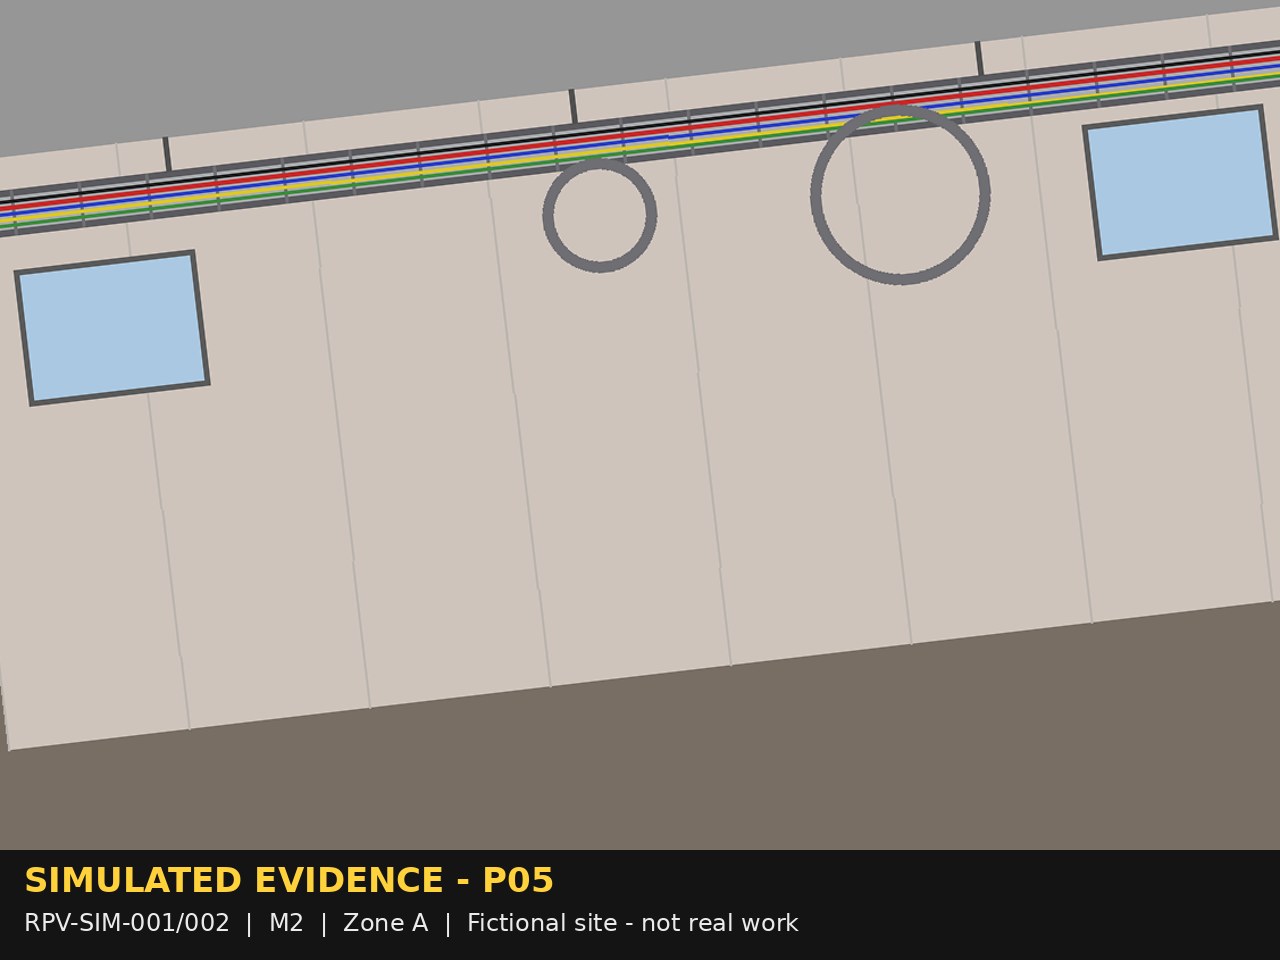 SIMULATED EVIDENCE - P05
RPV-SIM-001/002 | M2 | Zone A | Fictional site - not real work